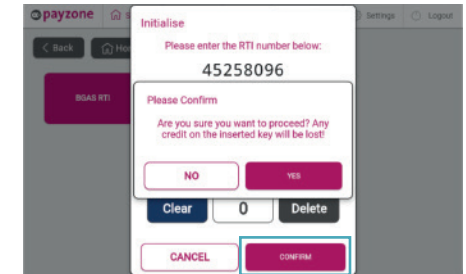 payzone
Settings
Logout
Initialise
< Back
Please enter the RTI number below:
45258096
BGAS RTI
Please Confirm
Are you sure you want to proceed? Any
credit on the inserted key will be lost!
NO
YES
Clear
0
Delete
CANCEL
CONFIRM